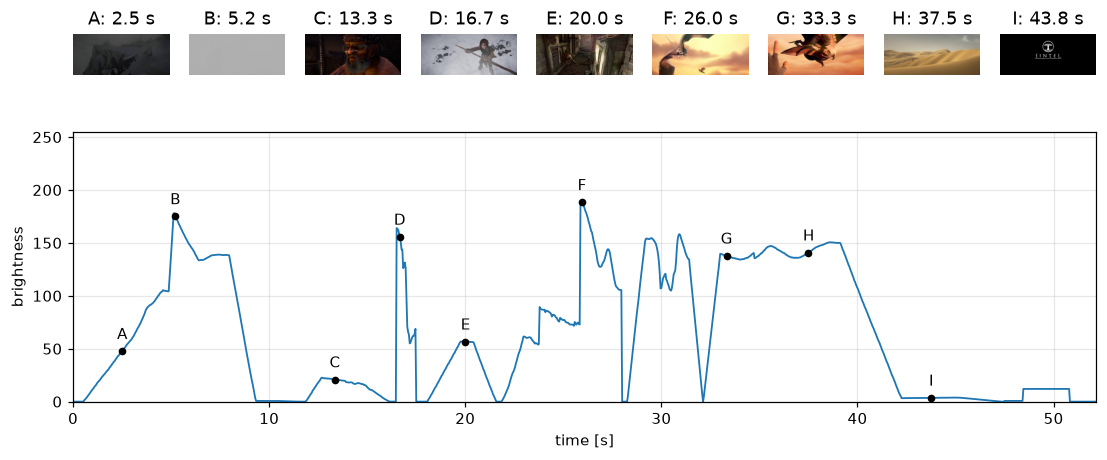 A: 2.5 s
B: 5.2 s
C: 13.3 s
D: 16.7 s
E: 20.0 s
F: 26.0 s
G: 33.3 s
H: 37.5 s
I: 43.8 s
SINTEL
250
200
150
100
50
0
brightness
A
B
C
D
E
F
G
H
I
0
10
20
30
40
50
time [s]